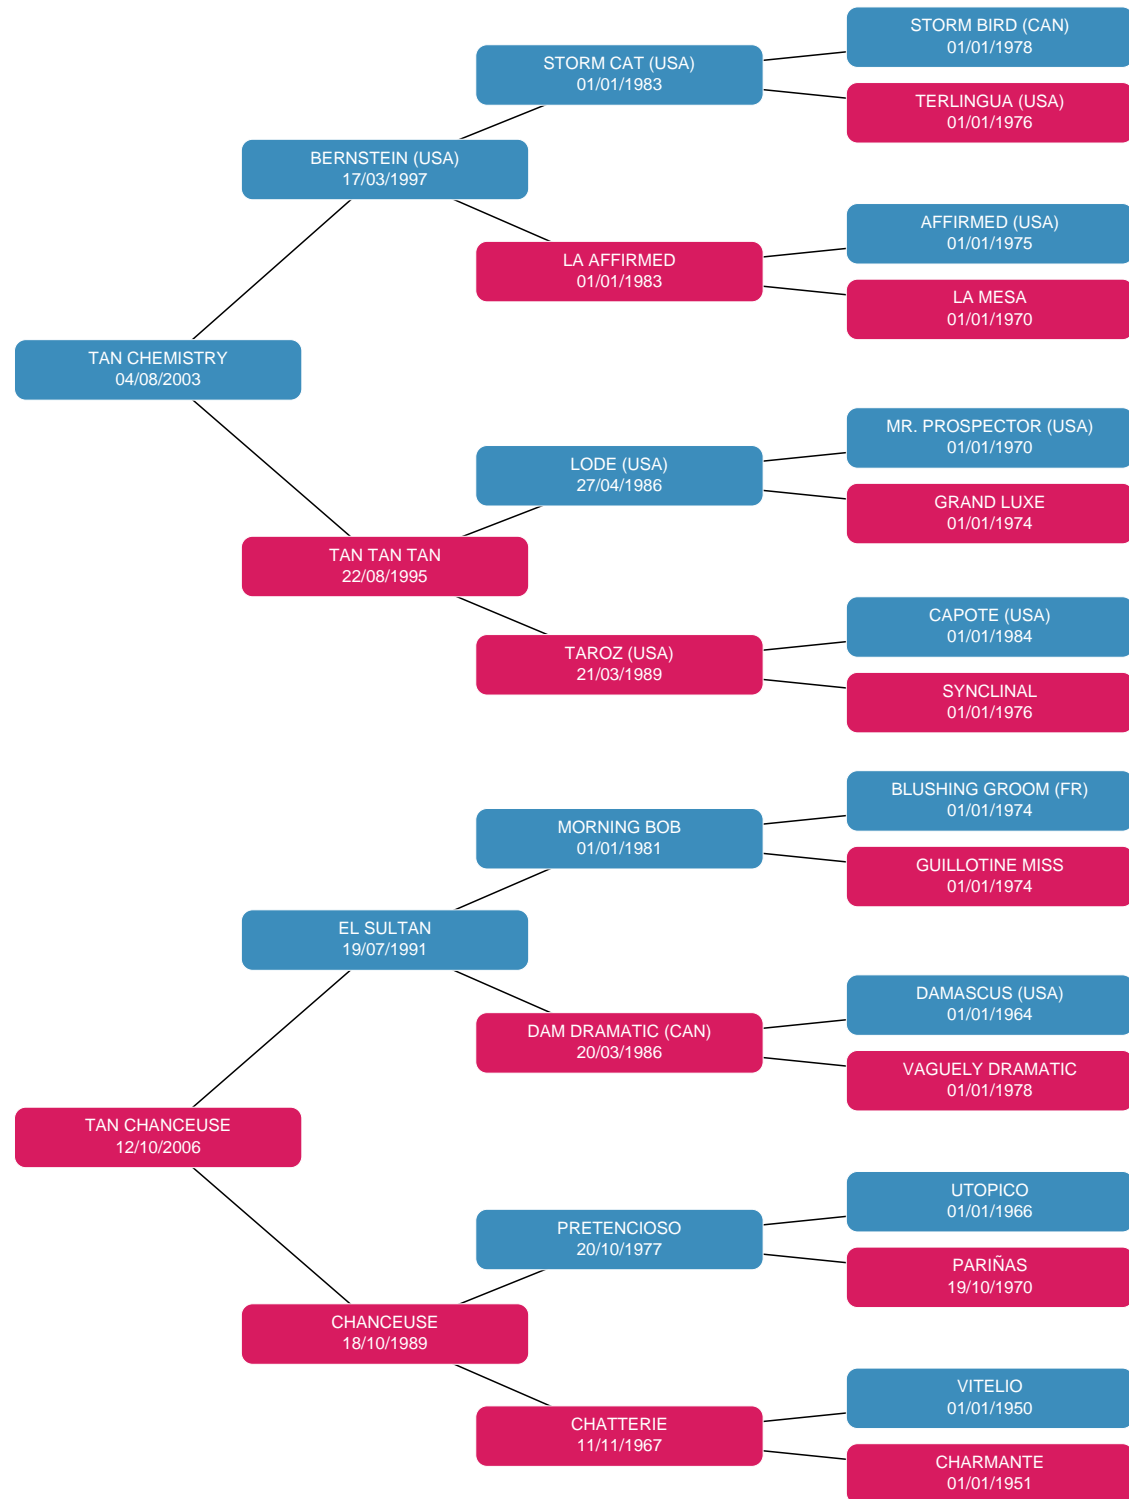 STORM BIRD (CAN)
01/01/1978
STORM CAT (USA)
01/01/1983
TERLINGUA (USA)
01/01/1976
BERNSTEIN (USA)
17/03/1997
AFFIRMED (USA)
01/01/1975
LA AFFIRMED
01/01/1983
LA MESA
01/01/1970
TAN CHEMISTRY
04/08/2003
MR. PROSPECTOR (USA)
01/01/1970
LODE (USA)
27/04/1986
GRAND LUXE
01/01/1974
TAN TAN TAN
22/08/1995
CAPOTE (USA)
01/01/1984
TAROZ (USA)
21/03/1989
SYNCLINAL
01/01/1976
BLUSHING GROOM (FR)
01/01/1974
MORNING BOB
01/01/1981
GUILLOTINE MISS
01/01/1974
EL SULTAN
19/07/1991
DAMASCUS (USA)
01/01/1964
DAM DRAMATIC (CAN)
20/03/1986
VAGUELY DRAMATIC
01/01/1978
TAN CHANCEUSE
12/10/2006
UTOPICO
01/01/1966
PRETENCIOSO
20/10/1977
PARIÑAS
19/10/1970
CHANCEUSE
18/10/1989
VITELIO
01/01/1950
CHATTERIE
11/11/1967
CHARMANTE
01/01/1951